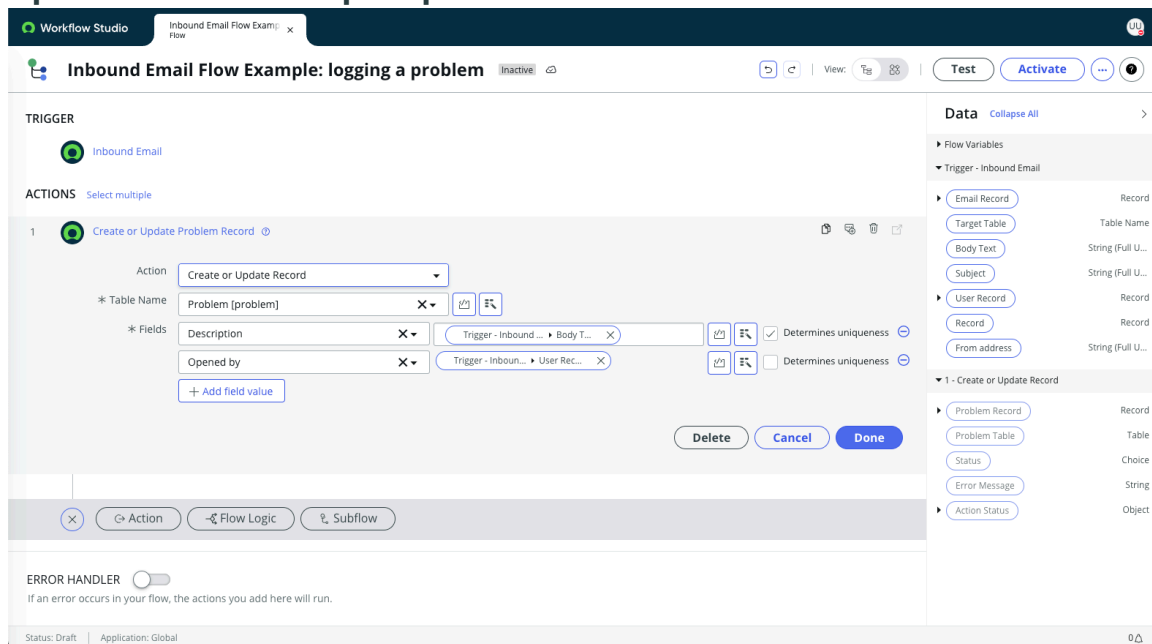 Workflow Studio
Inbound Email Flow Examp
Flow
UU
Inbound Email Flow Example: logging a problem Inactive
View:
Test Activate
TRIGGER
Inbound Email
ACTIONS Select multiple
1 Create or Update Problem Record
Action Create or Update Record
* Table Name Problem [problem]
* Fields Description Trigger - Inbound ... ▸ Body T... Determines uniqueness
Opened by Trigger - Inboun... ▸ User Rec... Determines uniqueness
+ Add field value
Delete Cancel Done
Action Flow Logic Subflow
ERROR HANDLER
If an error occurs in your flow, the actions you add here will run.
Data Collapse All
Flow Variables
Trigger - Inbound Email
Email Record Record
Target Table Table Name
Body Text String (Full U...
Subject String (Full U...
User Record Record
Record Record
From address String (Full U...
1 - Create or Update Record
Problem Record Record
Problem Table Table
Status Choice
Error Message String
Action Status Object
Status: Draft Application: Global 0